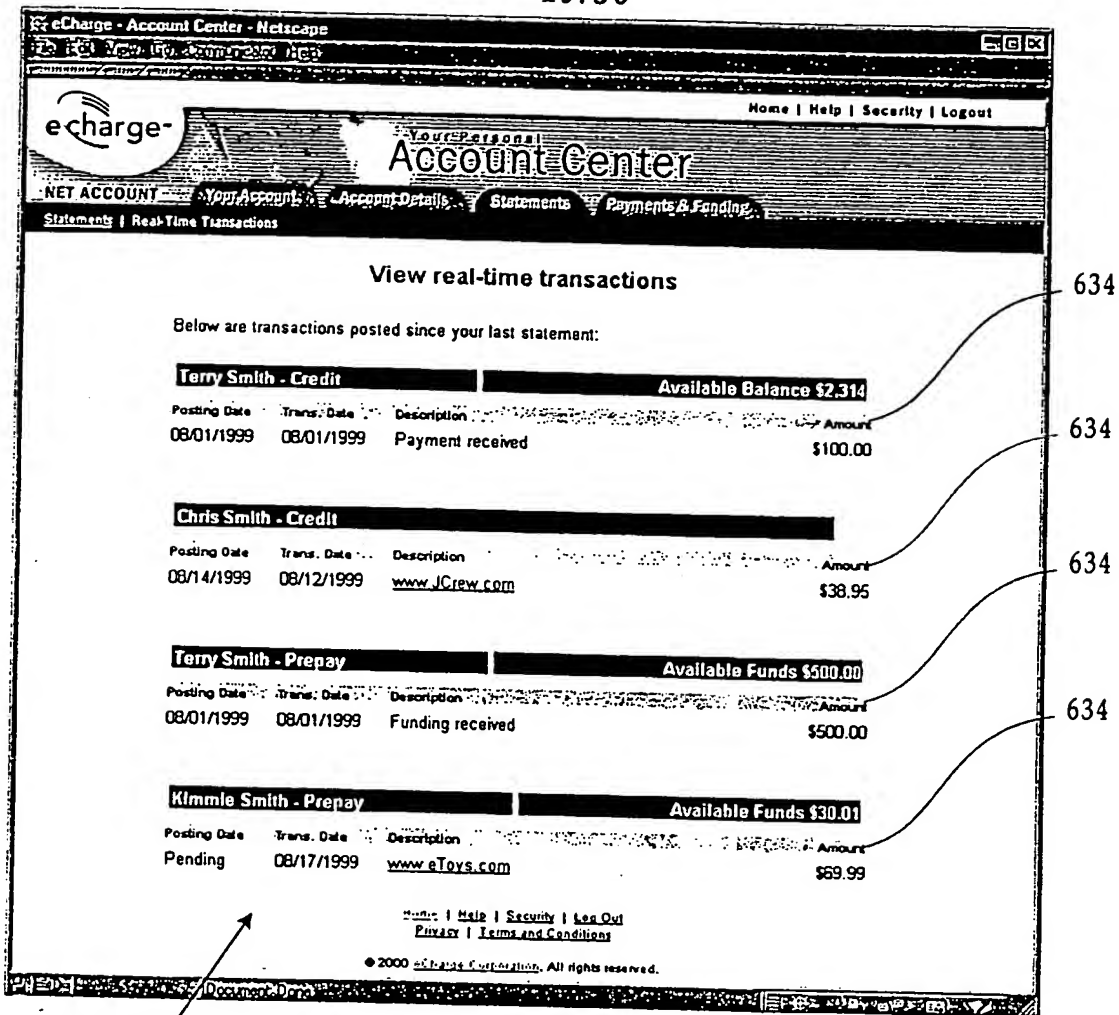 eCharge - Account Center - Netscape
Home | Help | Security | Logout
echarge
Your Personal
Account Center
NET ACCOUNT Your Account Account Details Statements Payments & Funding
Statements | Real-Time Transactions
View real-time transactions
Below are transactions posted since your last statement:
Terry Smith - Credit Available Balance $2,314
Posting Date Trans. Date Description Amount
08/01/1999 08/01/1999 Payment received $100.00
634
Chris Smith - Credit
Posting Date Trans. Date Description Amount
08/14/1999 08/12/1999 www.JCrew.com $38.95
634
Terry Smith - Prepay Available Funds $500.00
Posting Date Trans. Date Description Amount
08/01/1999 08/01/1999 Funding received $500.00
634
Kimmie Smith - Prepay Available Funds $30.01
Posting Date Trans. Date Description Amount
Pending 08/17/1999 www.eToys.com $69.99
634
Home | Help | Security | Log Out
Privacy | Terms and Conditions
© 2000 eCharge Corporation. All rights reserved.
Document: Done